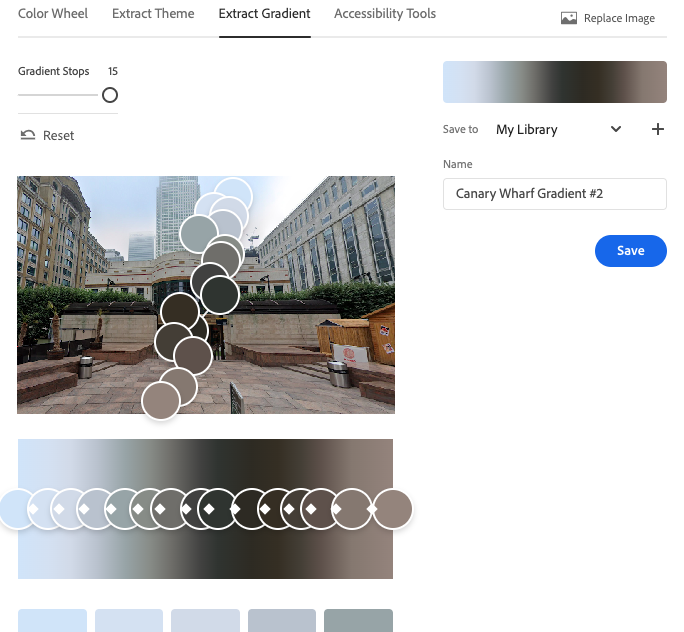 Color Wheel
Extract Theme
Extract Gradient
Accessibility Tools
Replace Image
Gradient Stops 15
Reset
Save to My Library
Name
Canary Wharf Gradient #2
Save